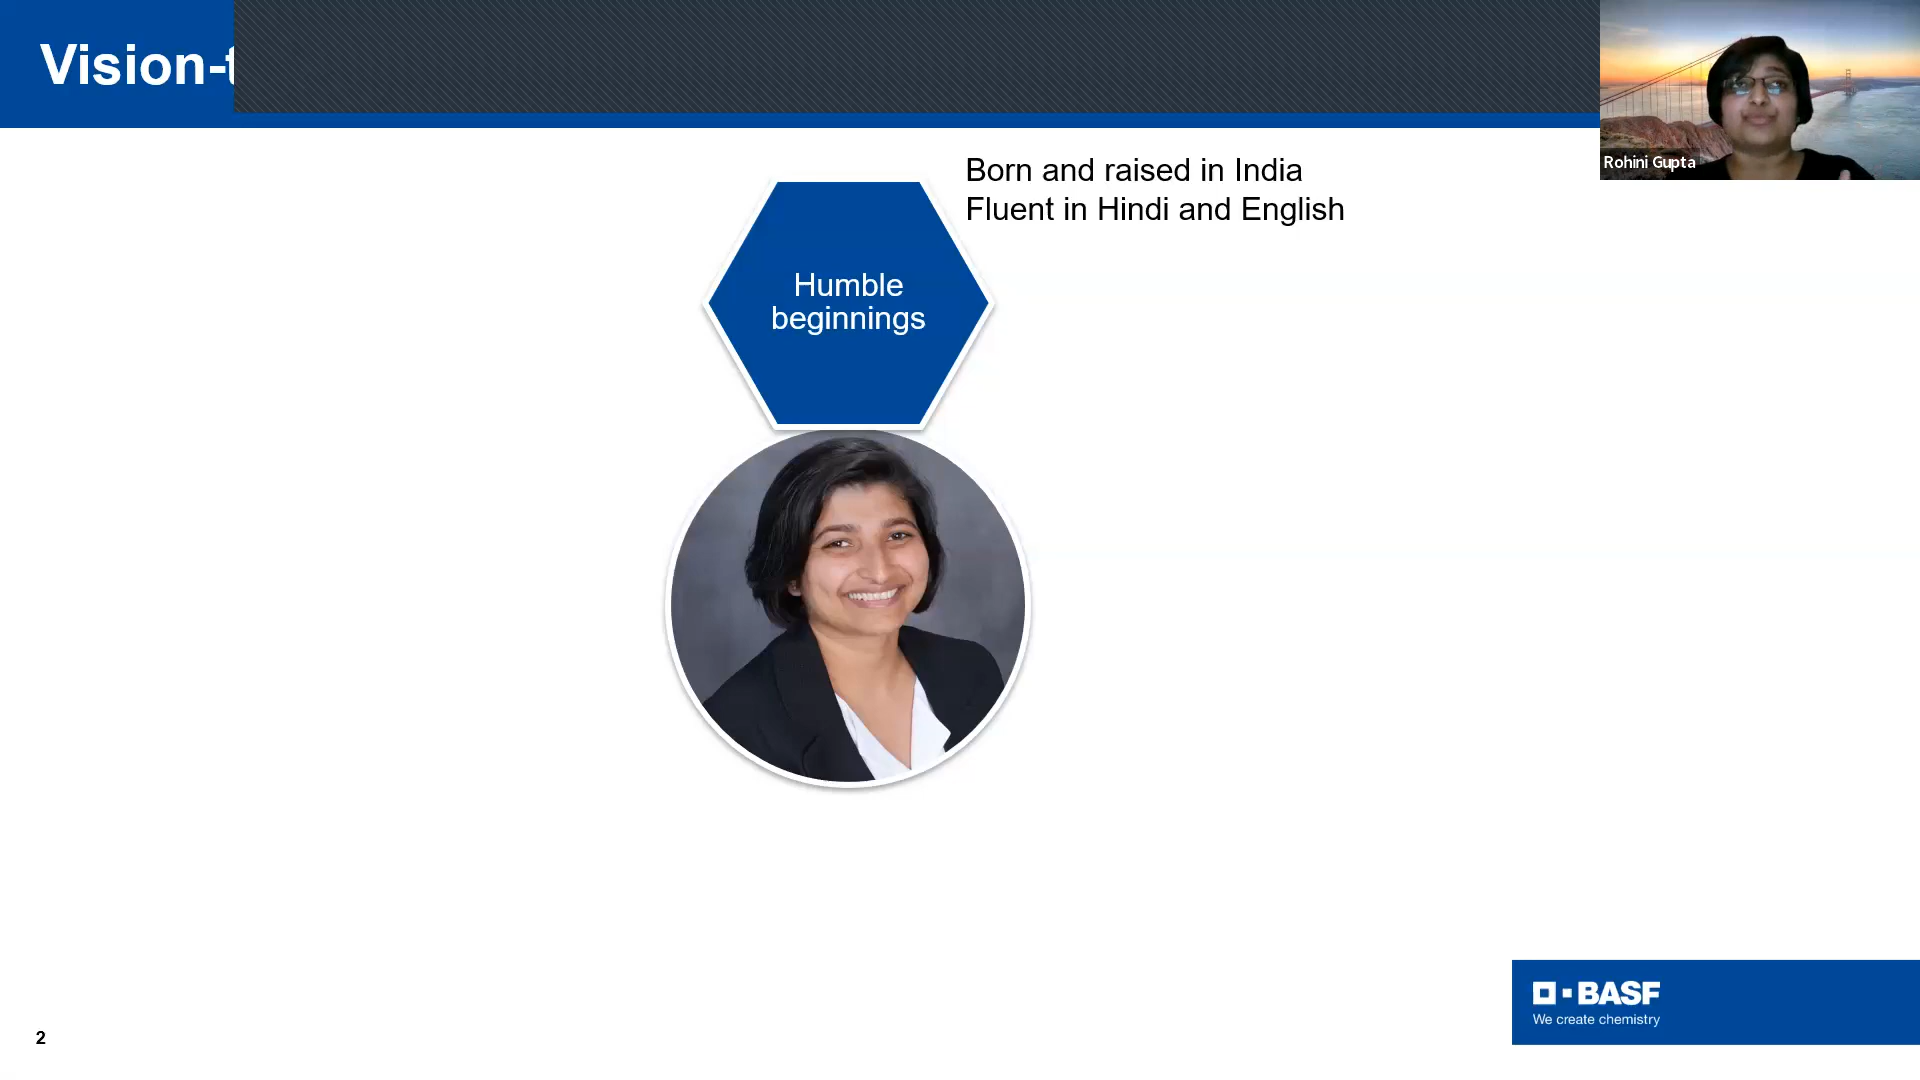 Vision-t
Rohini Gupta
Born and raised in India
Fluent in Hindi and English
Humble
beginnings
BASF
We create chemistry
2